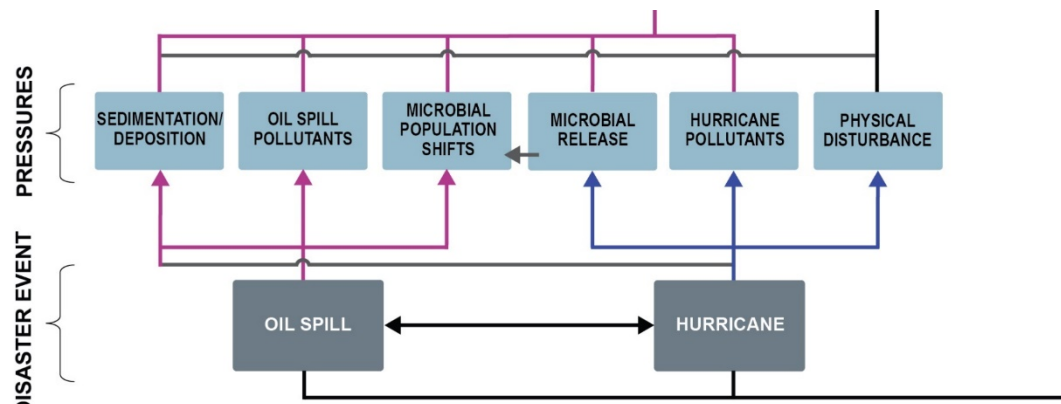 PRESSURES
SEDIMENTATION/
DEPOSITION
OIL SPILL
POLLUTANTS
MICROBIAL
POPULATION
SHIFTS
MICROBIAL
RELEASE
HURRICANE
POLLUTANTS
PHYSICAL
DISTURBANCE
DISASTER EVENT
OIL SPILL
HURRICANE